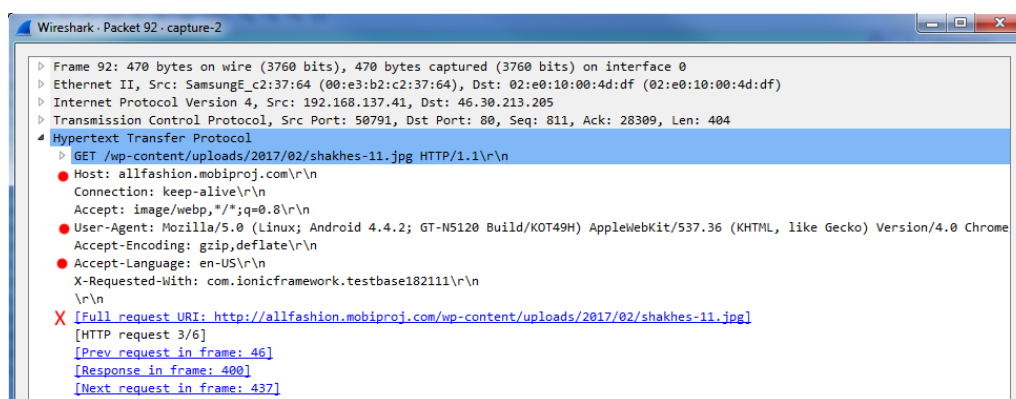 Wireshark · Packet 92 · capture-2
Frame 92: 470 bytes on wire (3760 bits), 470 bytes captured (3760 bits) on interface 0
Ethernet II, Src: SamsungE_c2:37:64 (00:e3:b2:c2:37:64), Dst: 02:e0:10:00:4d:df (02:e0:10:00:4d:df)
Internet Protocol Version 4, Src: 192.168.137.41, Dst: 46.30.213.205
Transmission Control Protocol, Src Port: 50791, Dst Port: 80, Seq: 811, Ack: 28309, Len: 404
Hypertext Transfer Protocol
GET /wp-content/uploads/2017/02/shakhes-11.jpg HTTP/1.1\r\n
Host: allfashion.mobiproj.com\r\n
Connection: keep-alive\r\n
Accept: image/webp,*/*;q=0.8\r\n
User-Agent: Mozilla/5.0 (Linux; Android 4.4.2; GT-N5120 Build/KOT49H) AppleWebKit/537.36 (KHTML, like Gecko) Version/4.0 Chrome
Accept-Encoding: gzip,deflate\r\n
Accept-Language: en-US\r\n
X-Requested-With: com.ionicframework.testbase182111\r\n
\r\n
X [Full request URI: http://allfashion.mobiproj.com/wp-content/uploads/2017/02/shakhes-11.jpg]
[HTTP request 3/6]
[Prev request in frame: 46]
[Response in frame: 400]
[Next request in frame: 437]